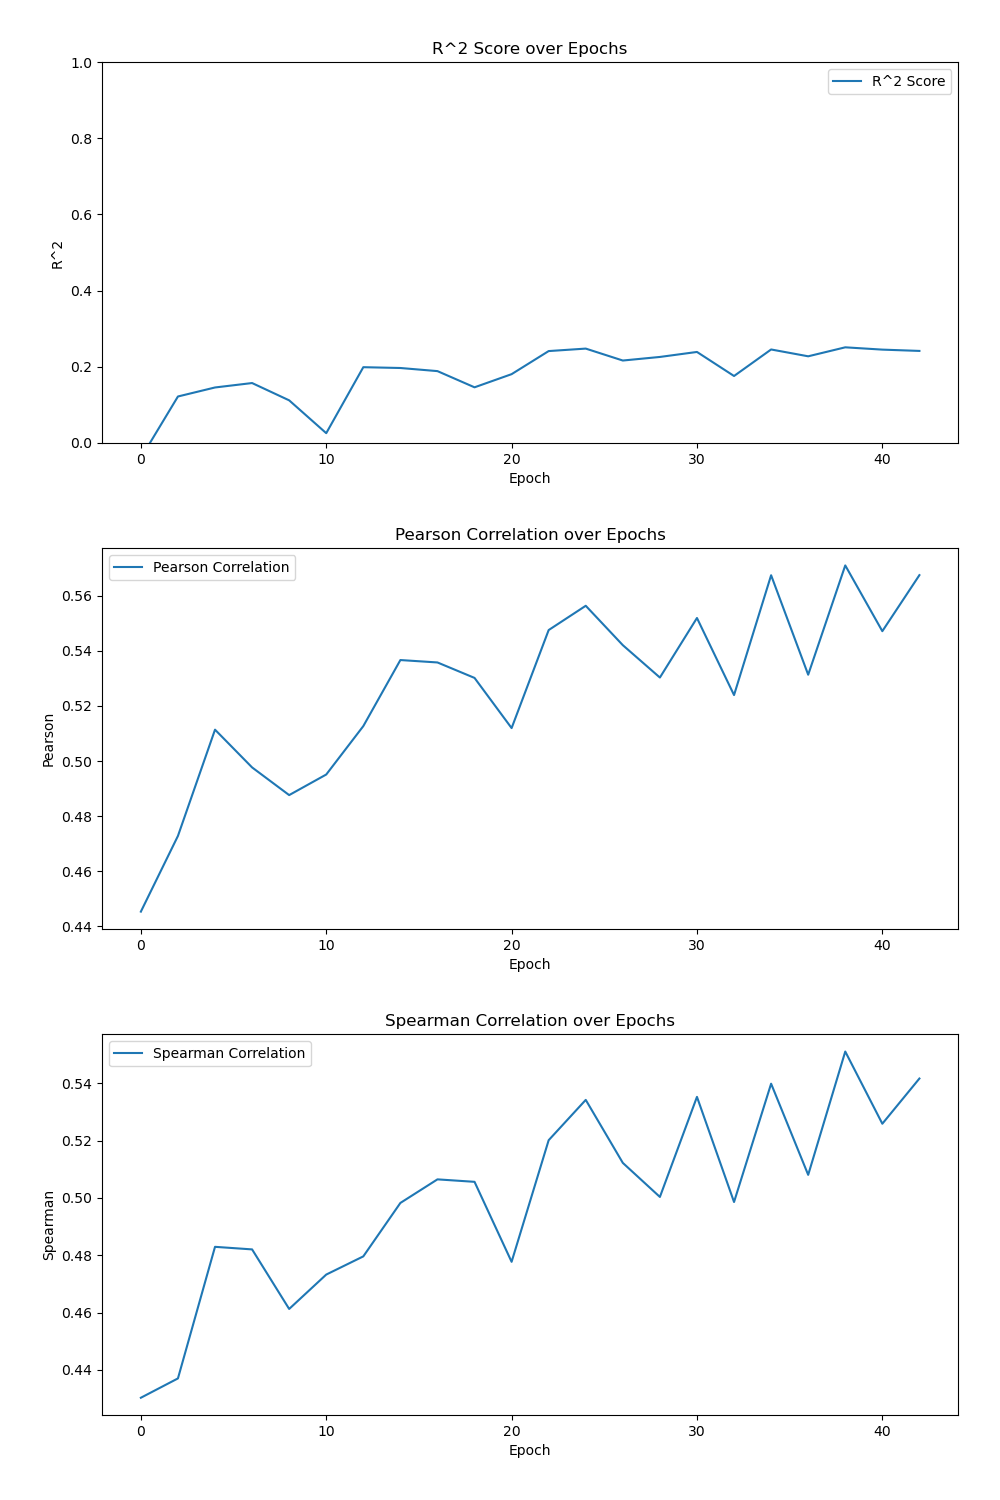 R^2 Score over Epochs
1.0
R^2 Score
0.8
0.6
R^2
0.4
0.2
0.0
0 10 20 30 40
Epoch
Pearson Correlation over Epochs
Pearson Correlation
0.56
0.54
0.52
Pearson
0.50
0.48
0.46
0.44
0 10 20 30 40
Epoch
Spearman Correlation over Epochs
Spearman Correlation
0.54
0.52
0.50
Spearman
0.48
0.46
0.44
0 10 20 30 40
Epoch